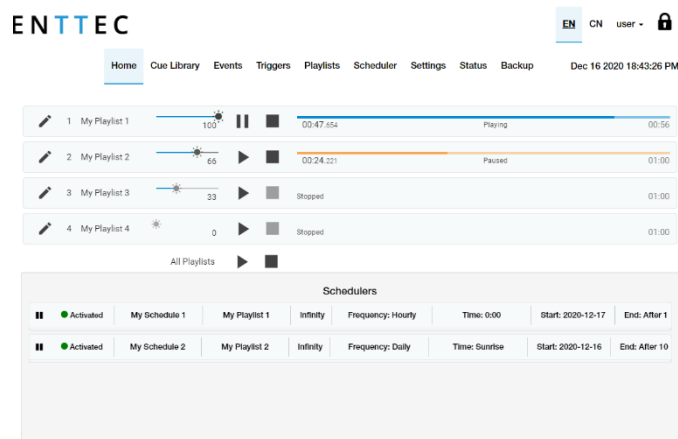 ENTTEC
EN CN user
Home Cue Library Events Triggers Playlists Scheduler Settings Status Backup Dec 16 2020 18:43:26 PM
1 My Playlist 1 100 00:47.654 Playing 00:56
2 My Playlist 2 66 00:24.221 Paused 01:00
3 My Playlist 3 33 Stopped 01:00
4 My Playlist 4 0 Stopped 01:00
All Playlists
Schedulers
Activated My Schedule 1 My Playlist 1 Infinity Frequency: Hourly Time: 0:00 Start: 2020-12-17 End: After 1
Activated My Schedule 2 My Playlist 2 Infinity Frequency: Daily Time: Sunrise Start: 2020-12-16 End: After 10